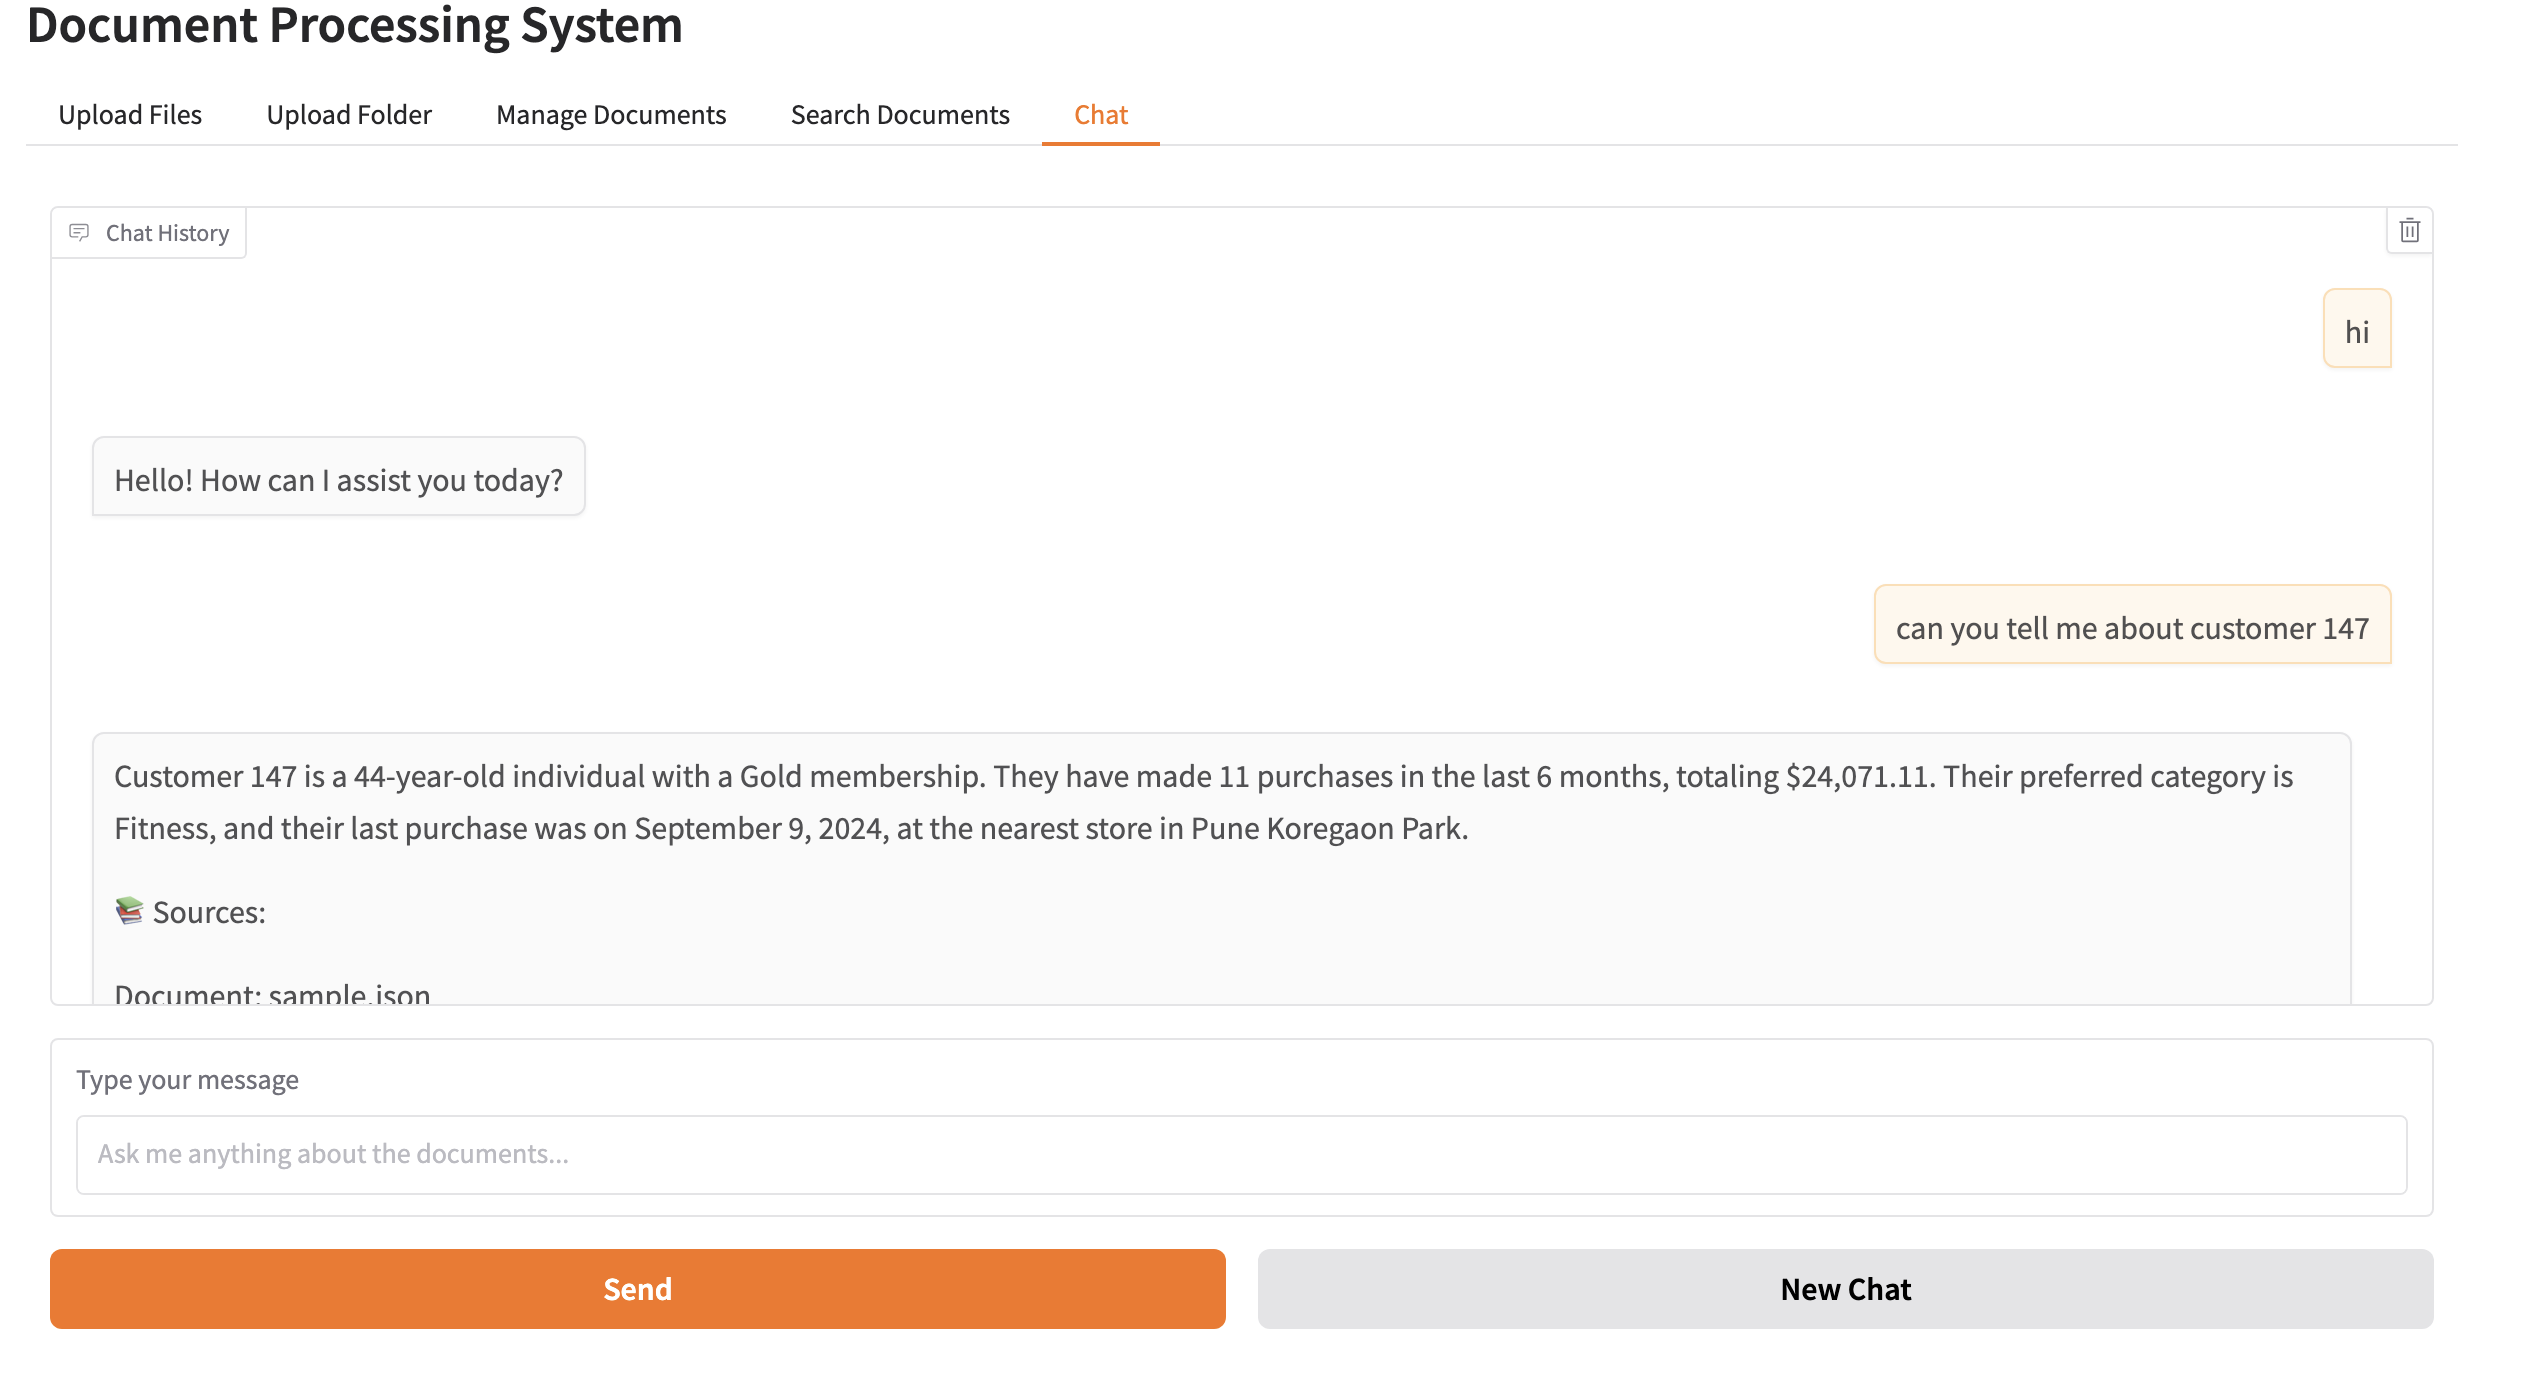 Document Processing System
Upload Files Upload Folder Manage Documents Search Documents Chat
Chat History
hi
Hello! How can I assist you today?
can you tell me about customer 147
Customer 147 is a 44-year-old individual with a Gold membership. They have made 11 purchases in the last 6 months, totaling $24,071.11. Their preferred category is
Fitness, and their last purchase was on September 9, 2024, at the nearest store in Pune Koregaon Park.
📚 Sources:
Document: sample.json
Type your message
Ask me anything about the documents...
Send New Chat